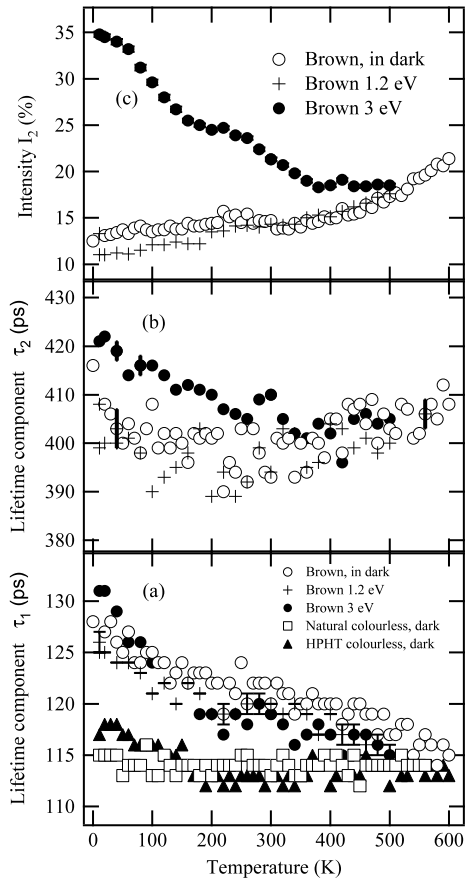 35
30
25
20
15
10
Intensity I₂ (%)
(c)
Brown, in dark
Brown 1.2 eV
Brown 3 eV
430
420
410
400
390
380
Lifetime component τ₂ (ps)
(b)
130
125
120
115
110
Lifetime component τ₁ (ps)
(a)
Brown, in dark
Brown 1.2 eV
Brown 3 eV
Natural colourless, dark
HPHT colourless, dark
0 100 200 300 400 500 600
Temperature (K)